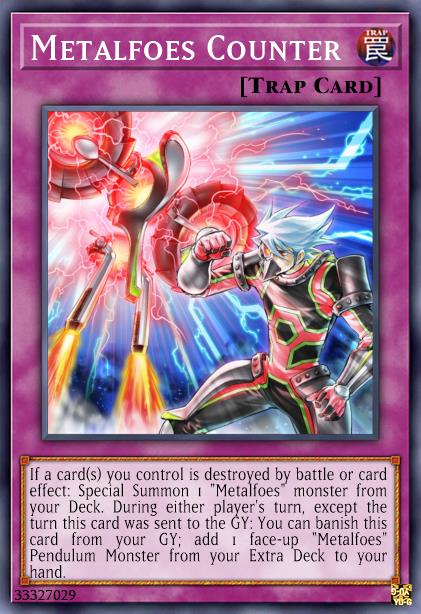 METALFOES COUNTER
TRAP
罠
[TRAP CARD]
If a card(s) you control is destroyed by battle or card
effect: Special Summon 1 "Metalfoes" monster from
your Deck. During either player's turn, except the
turn this card was sent to the GY: You can banish this
card from your GY; add 1 face-up "Metalfoes"
Pendulum Monster from your Extra Deck to your
hand.
33327029